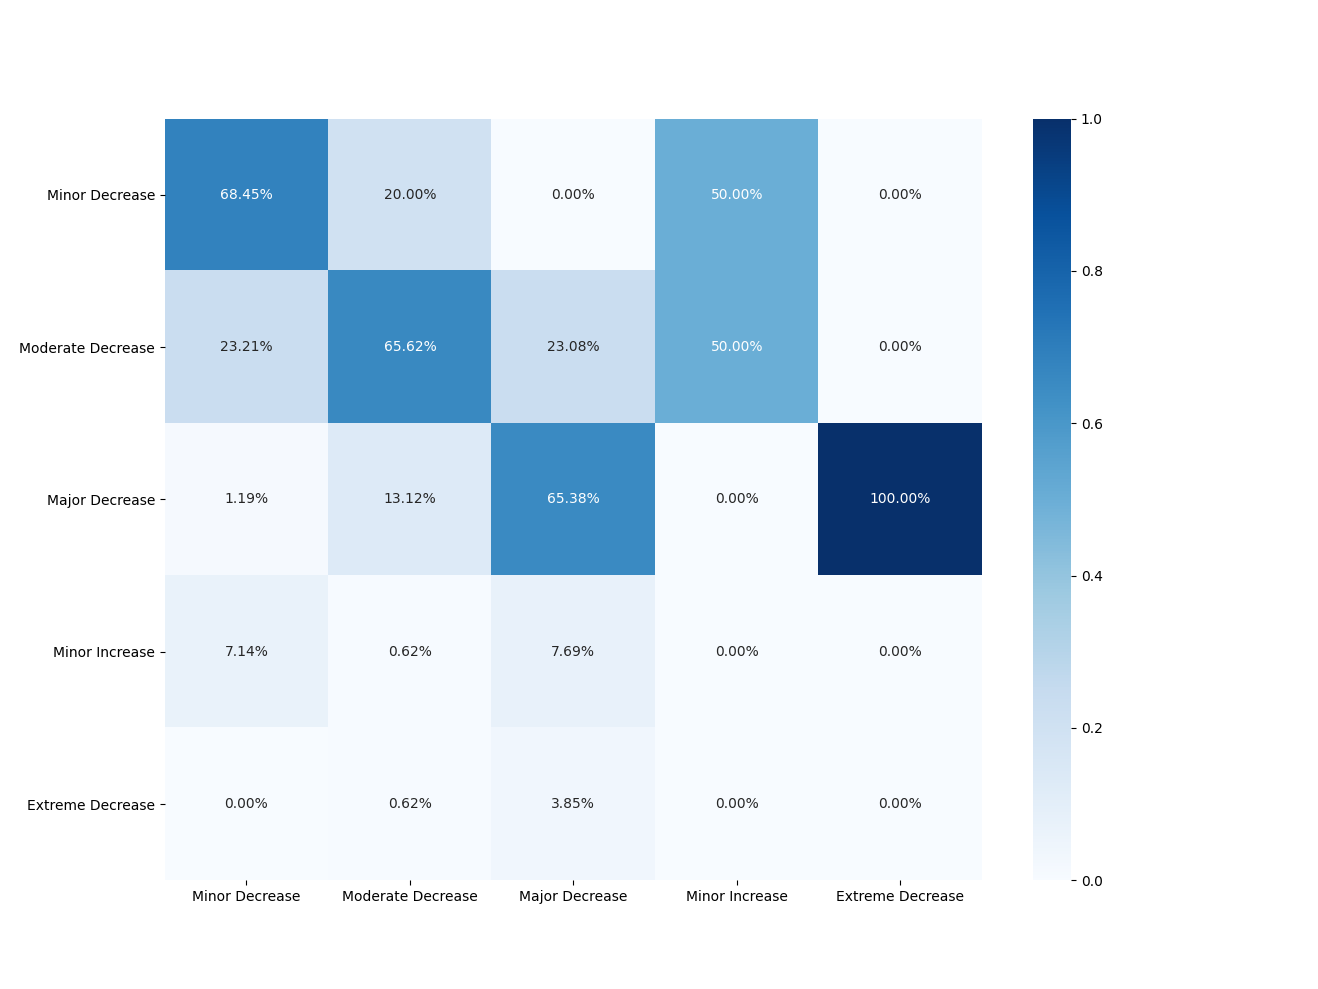 1.0
Minor Decrease 68.45% 20.00% 0.00% 50.00% 0.00%
0.8
Moderate Decrease 23.21% 65.62% 23.08% 50.00% 0.00%
0.6
Major Decrease 1.19% 13.12% 65.38% 0.00% 100.00%
0.4
Minor Increase 7.14% 0.62% 7.69% 0.00% 0.00%
0.2
Extreme Decrease 0.00% 0.62% 3.85% 0.00% 0.00%
0.0
Minor Decrease Moderate Decrease Major Decrease Minor Increase Extreme Decrease